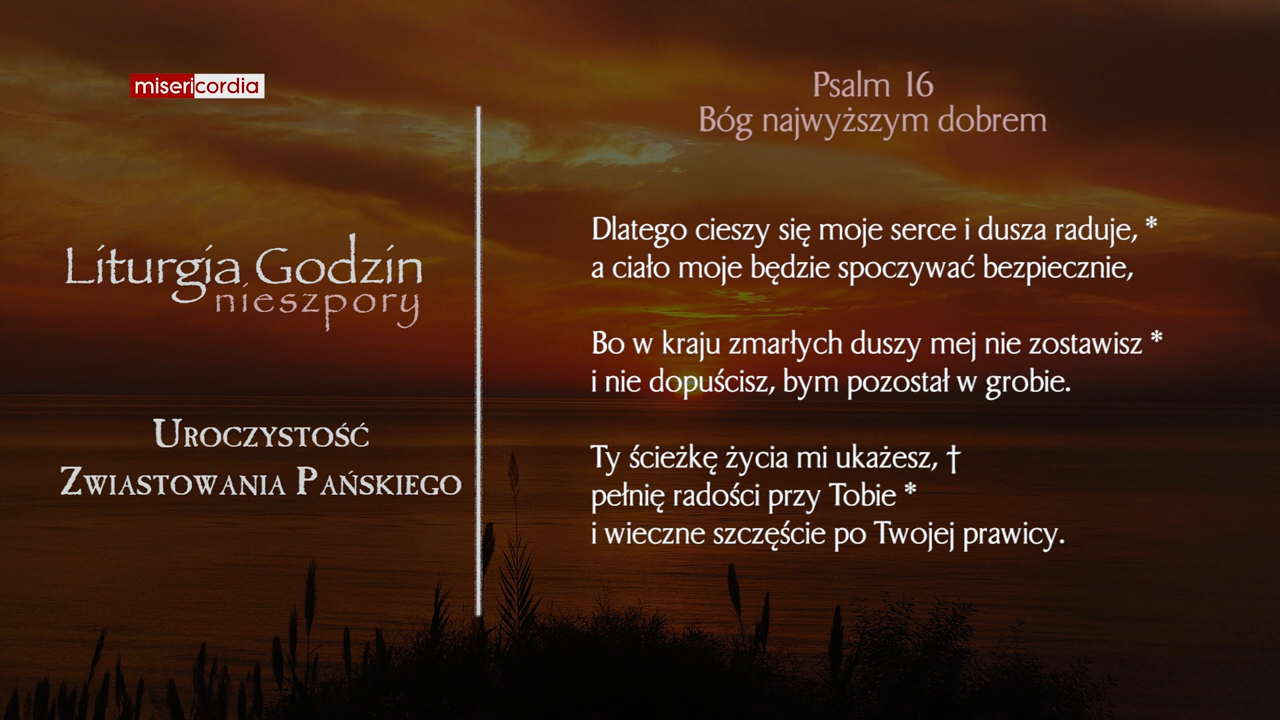 misericordia
Liturgia Godzin
nieszpory
Uroczystość
Zwiastowania Pańskiego
Psalm 16
Bóg najwyższym dobrem
Dlatego cieszy się moje serce i dusza raduje, *
a ciało moje będzie spoczywać bezpiecznie,
Bo w kraju zmarłych duszy mej nie zostawisz *
i nie dopuścisz, bym pozostał w grobie.
Ty ścieżkę życia mi ukażesz, †
pełnię radości przy Tobie *
i wieczne szczęście po Twojej prawicy.